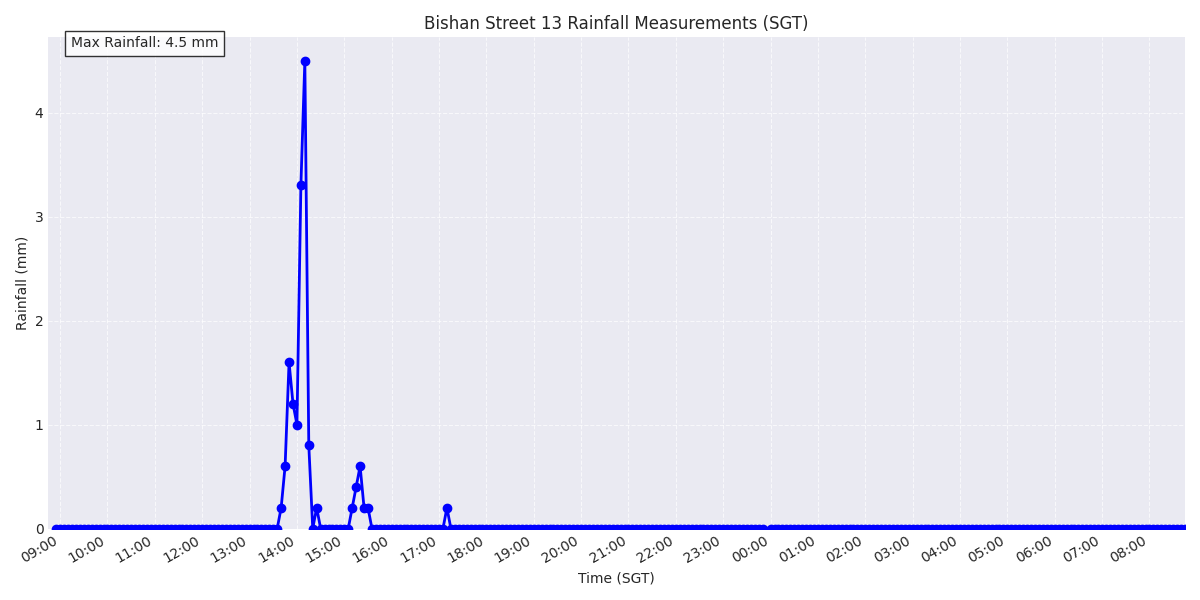 Bishan Street 13 Rainfall Measurements (SGT)
Max Rainfall: 4.5 mm
Rainfall (mm)
4
3
2
1
0
09:00 10:00 11:00 12:00 13:00 14:00 15:00 16:00 17:00 18:00 19:00 20:00 21:00 22:00 23:00 00:00 01:00 02:00 03:00 04:00 05:00 06:00 07:00 08:00
Time (SGT)